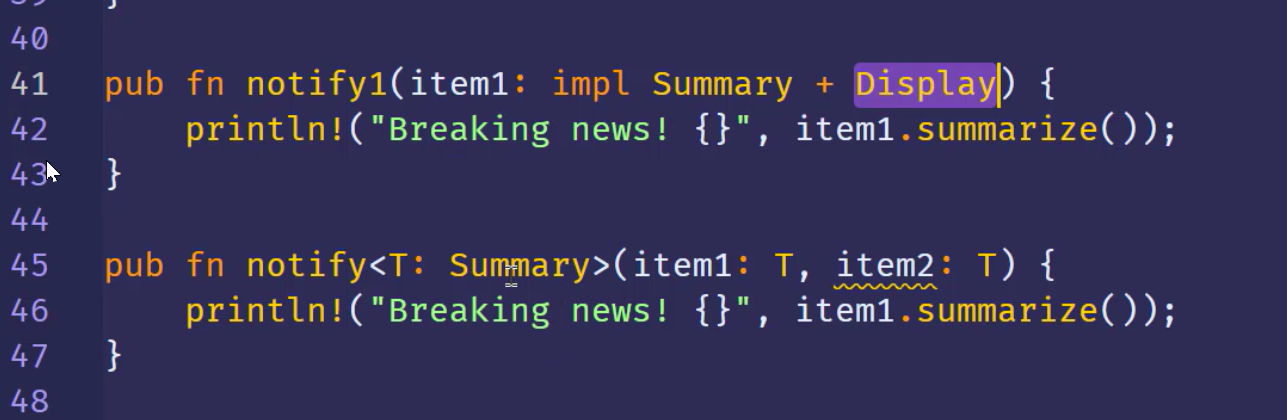 39 }
40
41 pub fn notify1(item1: impl Summary + Display) {
42     println!("Breaking news! {}", item1.summarize());
43 }
44
45 pub fn notify<T: Summary>(item1: T, item2: T) {
46     println!("Breaking news! {}", item1.summarize());
47 }
48